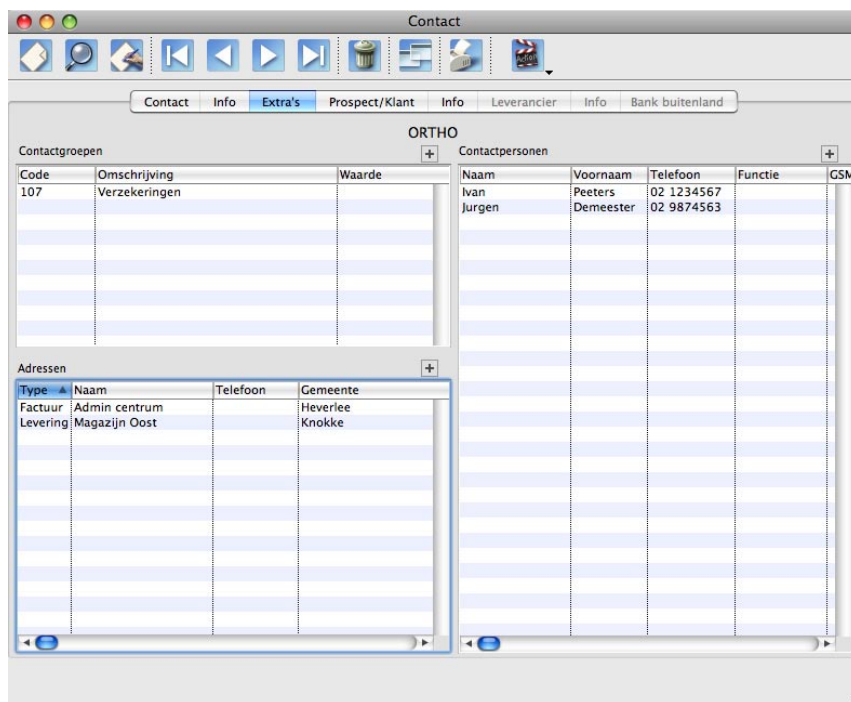 Contact
Contact Info Extra's Prospect/Klant Info Leverancier Info Bank buitenland
ORTHO
Contactgroepen
Code Omschrijving Waarde
107 Verzekeringen
Adressen
Type Naam Telefoon Gemeente
Factuur Admin centrum Heverlee
Levering Magazijn Oost Knokke
Contactpersonen
Naam Voornaam Telefoon Functie GSM
Ivan Peeters 02 1234567
Jurgen Demeester 02 9874563